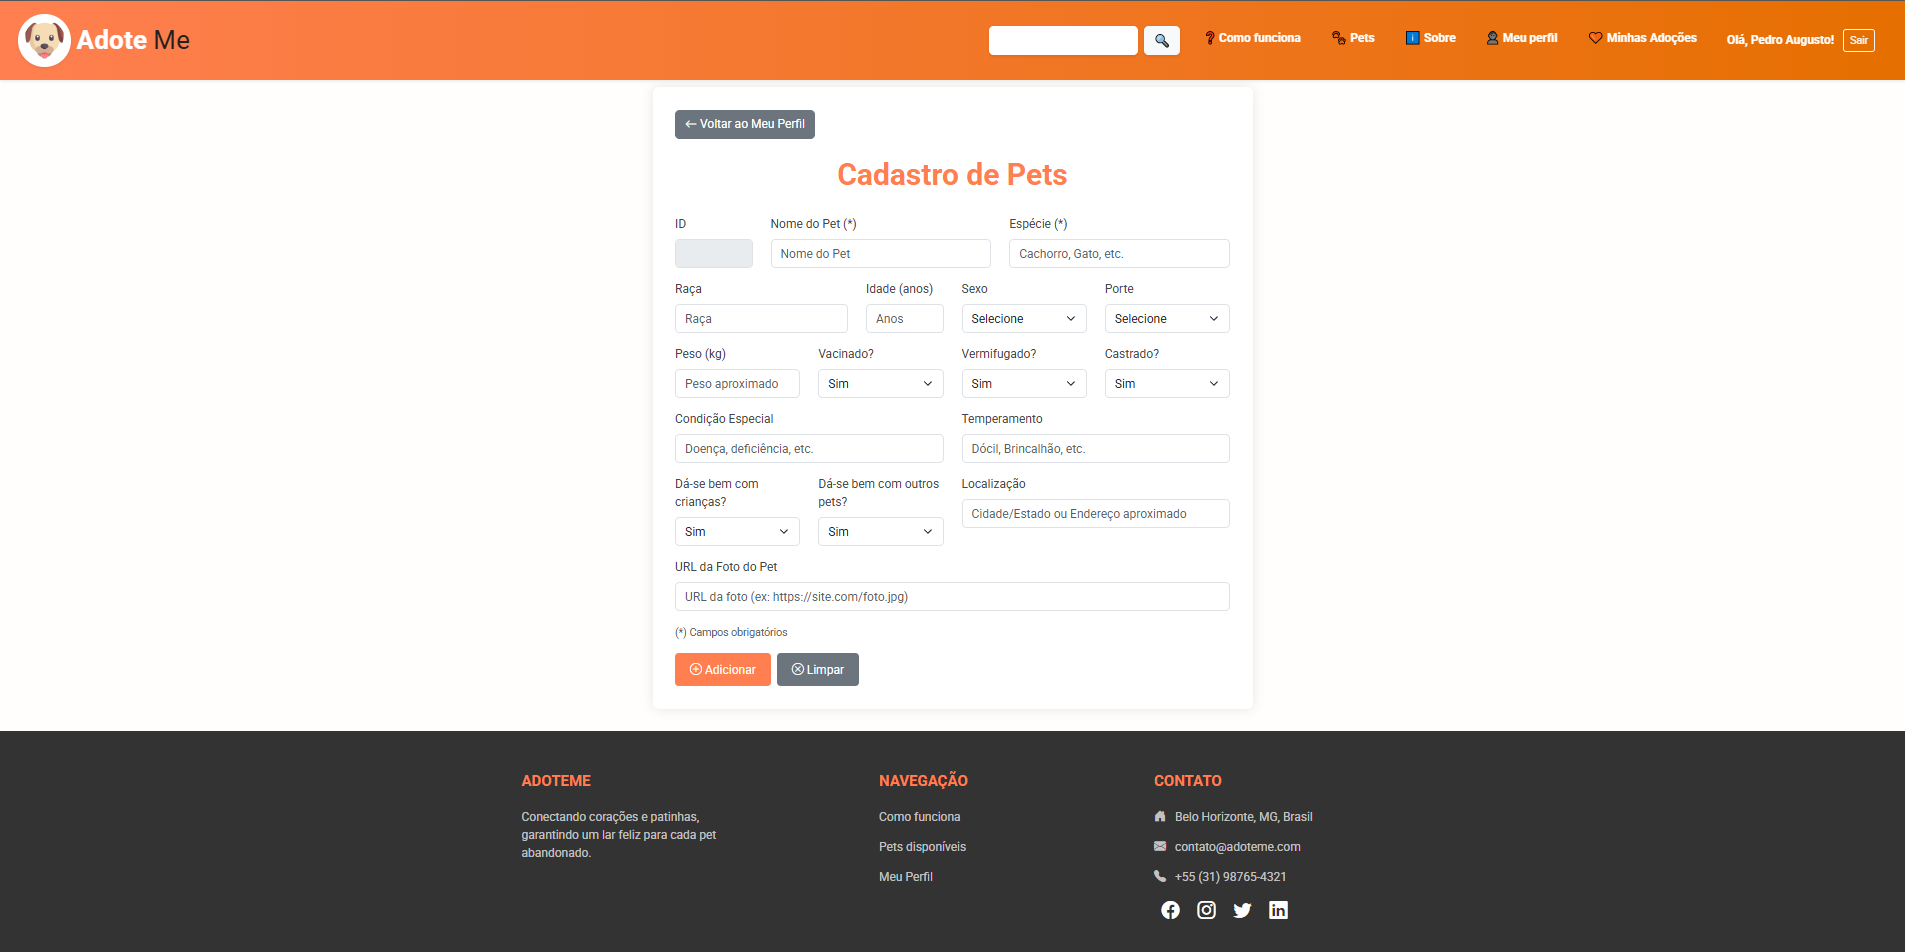 Adote Me
Como funciona
Pets
Sobre
Meu perfil
Minhas Adoções
Olá, Pedro Augusto!
Sair
← Voltar ao Meu Perfil
Cadastro de Pets
ID
Nome do Pet (*)
Espécie (*)
Nome do Pet
Cachorro, Gato, etc.
Raça
Idade (anos)
Sexo
Porte
Raça
Anos
Selecione
Selecione
Peso (kg)
Vacinado?
Vermifugado?
Castrado?
Peso aproximado
Sim
Sim
Sim
Condição Especial
Temperamento
Doença, deficiência, etc.
Dócil, Brincalhão, etc.
Dá-se bem com
crianças?
Dá-se bem com outros
pets?
Localização
Sim
Sim
Cidade/Estado ou Endereço aproximado
URL da Foto do Pet
URL da foto (ex: https://site.com/foto.jpg)
(*) Campos obrigatórios
Adicionar
Limpar
ADOTEME
Conectando corações e patinhas,
garantindo um lar feliz para cada pet
abandonado.
NAVEGAÇÃO
Como funciona
Pets disponíveis
Meu Perfil
CONTATO
Belo Horizonte, MG, Brasil
contato@adoteme.com
+55 (31) 98765-4321